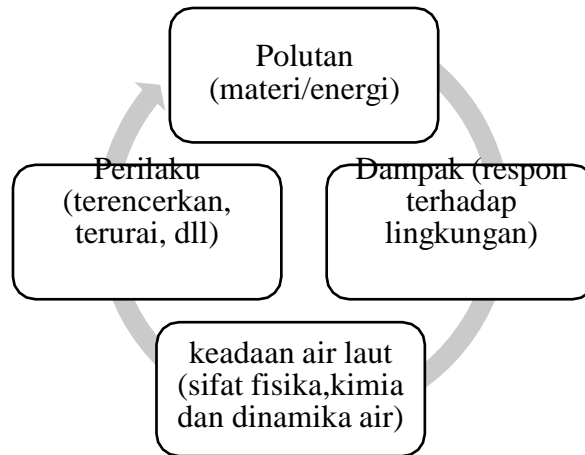 Polutan
(materi/energi)
Dampak (respon
terhadap
lingkungan)
keadaan air laut
(sifat fisika,kimia
dan dinamika air)
Perilaku
(terencerkan,
terurai, dll)